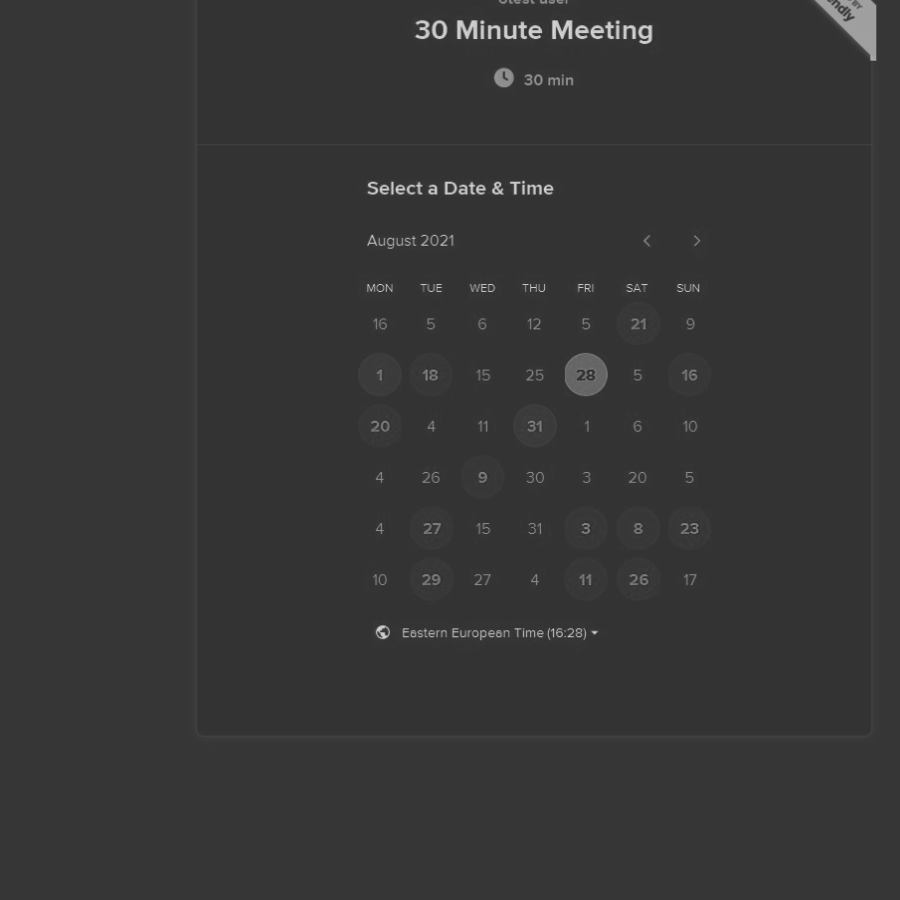 30 Minute Meeting
30 min
Select a Date & Time
August 2021
MON TUE WED THU FRI SAT SUN
16 5 6 12 5 21 9
1 18 15 25 28 5 16
20 4 11 31 1 6 10
4 26 9 30 3 20 5
4 27 15 31 3 8 23
10 29 27 4 11 26 17
Eastern European Time (16:28)